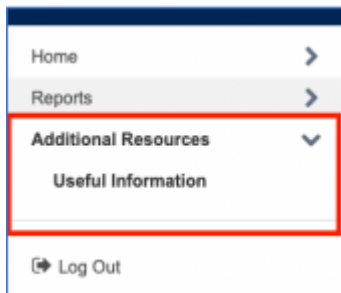 Home
Reports
Additional Resources
Useful Information
Log Out